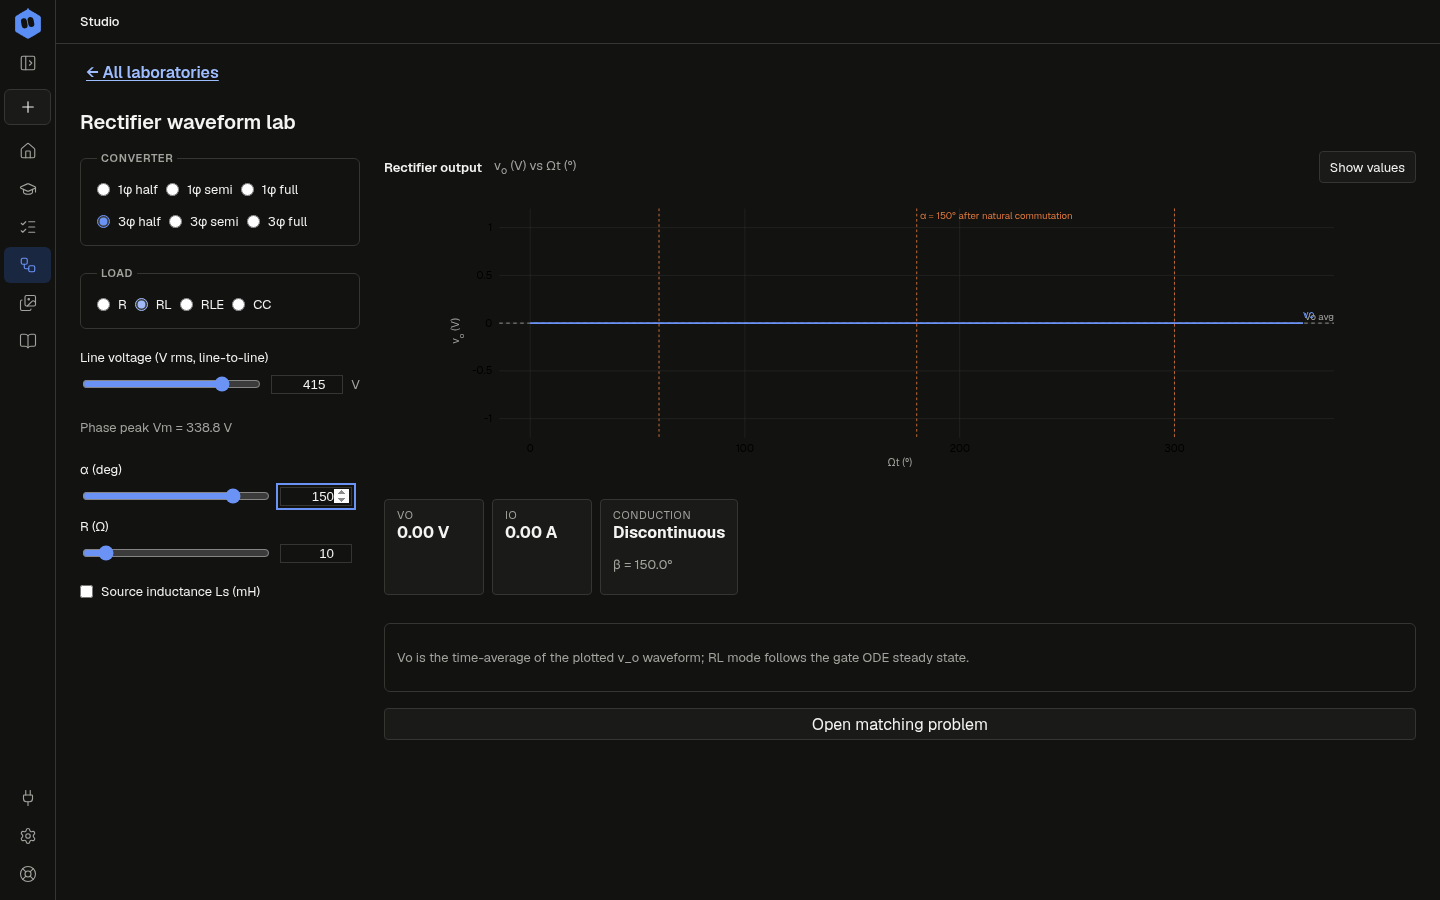 Studio
← All laboratories
Rectifier waveform lab
CONVERTER
1φ half 1φ semi 1φ full
3φ half 3φ semi 3φ full
LOAD
R RL RLE CC
Line voltage (V rms, line-to-line)
415 V
Phase peak Vm = 338.8 V
α (deg)
150
R (Ω)
10
Source inductance Ls (mH)
Rectifier output vo (V) vs Ωt (°)
Show values
α = 150° after natural commutation
1
0.5
0
-0.5
-1
vo (V)
Vo avg
0 100 200 300
Ωt (°)
VO
0.00 V
IO
0.00 A
CONDUCTION
Discontinuous
β = 150.0°
Vo is the time-average of the plotted v_o waveform; RL mode follows the gate ODE steady state.
Open matching problem